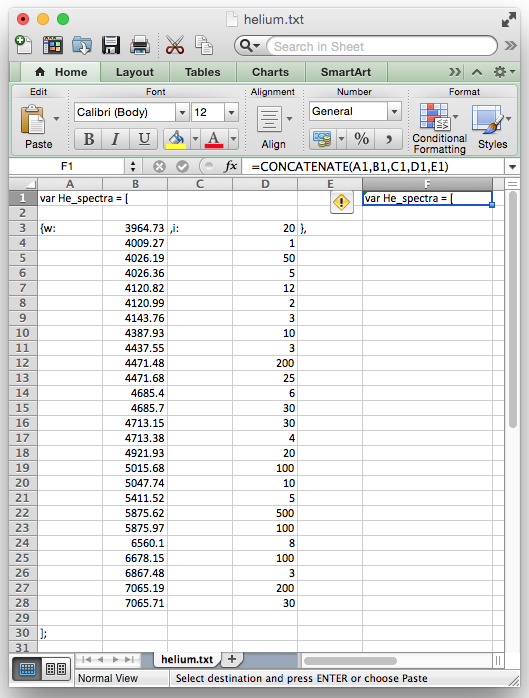 helium.txt
Search in Sheet
Home Layout Tables Charts SmartArt
Edit Font Alignment Number Format
Calibri (Body) 12 General
Paste B I U A Align % , Conditional Formatting Styles
F1 fx =CONCATENATE(A1,B1,C1,D1,E1)
A B C D E F
1 var He_spectra = [ var He_spectra = [
2
3 {w: 3964.73 ,i: 20 },
4 4009.27 1
5 4026.19 50
6 4026.36 5
7 4120.82 12
8 4120.99 2
9 4143.76 3
10 4387.93 10
11 4437.55 3
12 4471.48 200
13 4471.68 25
14 4685.4 6
15 4685.7 30
16 4713.15 30
17 4713.38 4
18 4921.93 20
19 5015.68 100
20 5047.74 10
21 5411.52 5
22 5875.62 500
23 5875.97 100
24 6560.1 8
25 6678.15 100
26 6867.48 3
27 7065.19 200
28 7065.71 30
29
30 ];
31
helium.txt +
Normal View Select destination and press ENTER or choose Paste